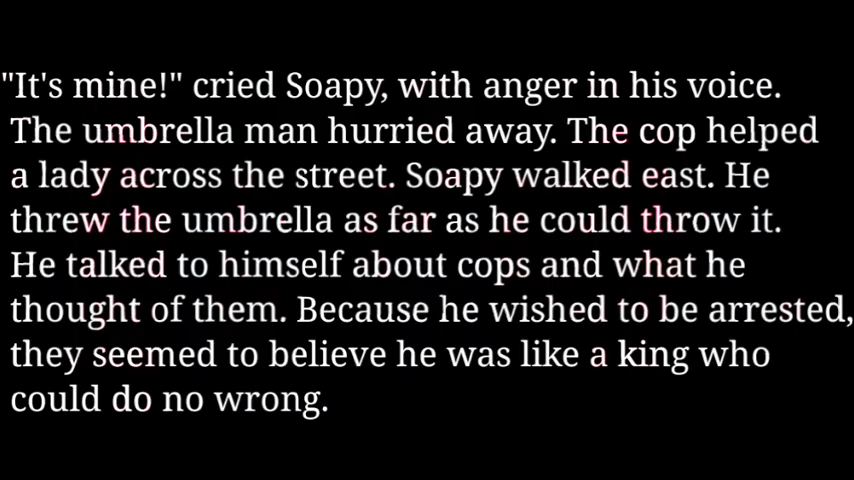 "It's mine!" cried Soapy, with anger in his voice.
The umbrella man hurried away. The cop helped
a lady across the street. Soapy walked east. He
threw the umbrella as far as he could throw it.
He talked to himself about cops and what he
thought of them. Because he wished to be arrested,
they seemed to believe he was like a king who
could do no wrong.